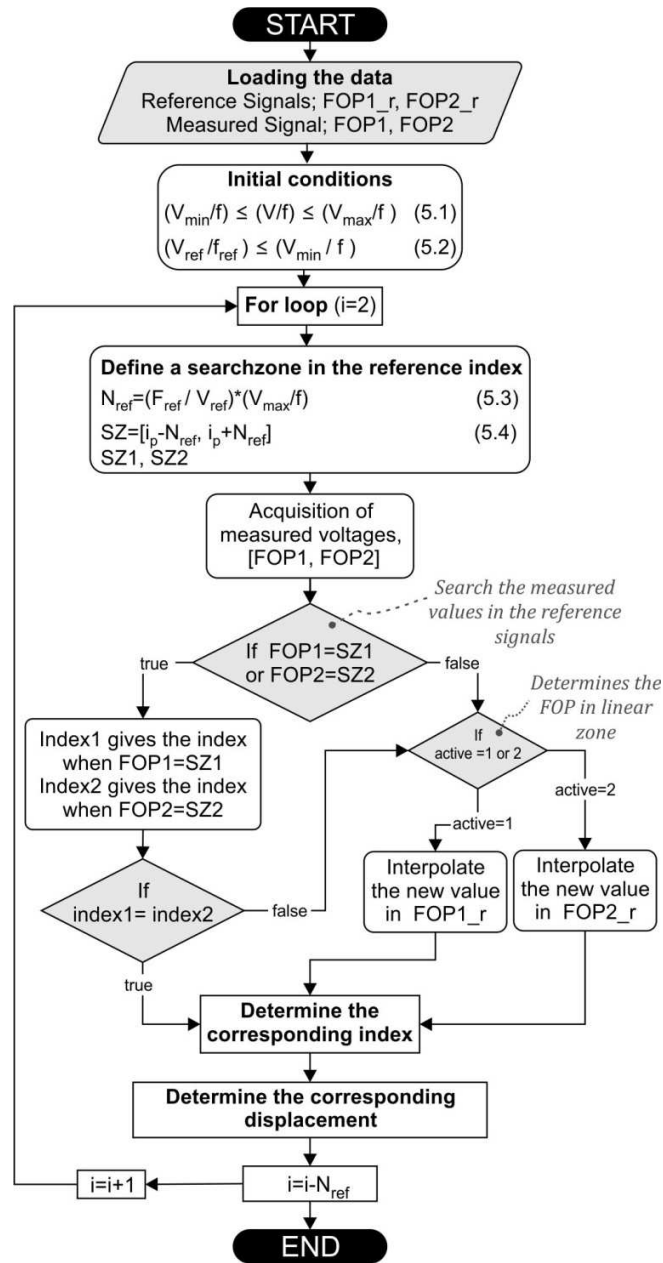 START
Loading the data
Reference Signals; FOP1_r, FOP2_r
Measured Signal; FOP1, FOP2
Initial conditions
(Vmin/f) ≤ (V/f) ≤ (Vmax/f ) (5.1)
(Vref /fref ) ≤ (Vmin / f ) (5.2)
For loop (i=2)
Define a searchzone in the reference index
Nref=(Fref / Vref)*(Vmax/f) (5.3)
SZ=[ip-Nref, ip+Nref] (5.4)
SZ1, SZ2
Acquisition of
measured voltages,
[FOP1, FOP2]
Search the measured
values in the reference
signals
If FOP1=SZ1
or FOP2=SZ2
true
false
Determines the
FOP in linear
zone
Index1 gives the index
when FOP1=SZ1
Index2 gives the index
when FOP2=SZ2
If
active =1 or 2
active=2
active=1
If
index1= index2
false
Interpolate
the new value
in FOP1_r
Interpolate
the new value
in FOP2_r
true
Determine the
corresponding index
Determine the corresponding
displacement
i=i+1
i=i-Nref
END